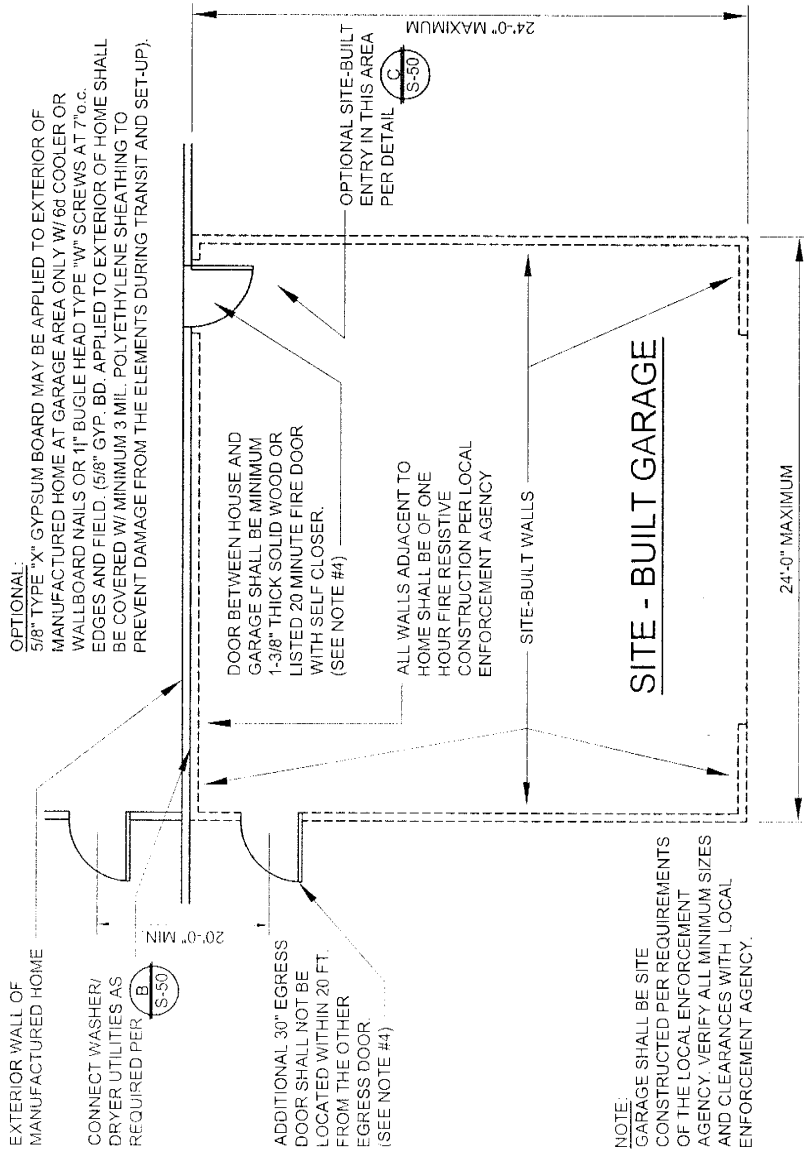 OPTIONAL:
5/8" TYPE "X" GYPSUM BOARD MAY BE APPLIED TO EXTERIOR OF
MANUFACTURED HOME AT GARAGE AREA ONLY W/ 6d COOLER OR
WALLBOARD NAILS OR 1|" BUGLE HEAD TYPE "W" SCREWS AT 7"o.c.
EDGES AND FIELD. (5/8" GYP. BD. APPLIED TO EXTERIOR OF HOME SHALL
BE COVERED W/ MINIMUM 3 MIL. POLYETHYLENE SHEATHING TO
PREVENT DAMAGE FROM THE ELEMENTS DURING TRANSIT AND SET-UP).
EXTERIOR WALL OF
MANUFACTURED HOME
CONNECT WASHER/
DRYER UTILITIES AS
REQUIRED PER
B
S-50
20'-0" MIN
ADDITIONAL 30" EGRESS
DOOR SHALL NOT BE
LOCATED WITHIN 20 FT.
FROM THE OTHER
EGRESS DOOR.
(SEE NOTE #4)
DOOR BETWEEN HOUSE AND
GARAGE SHALL BE MINIMUM
1-3/8" THICK SOLID WOOD OR
LISTED 20 MINUTE FIRE DOOR
WITH SELF CLOSER.
(SEE NOTE #4)
OPTIONAL SITE-BUILT
ENTRY IN THIS AREA
PER DETAIL
C
S-50
ALL WALLS ADJACENT TO
HOME SHALL BE OF ONE
HOUR FIRE RESISTIVE
CONSTRUCTION PER LOCAL
ENFORCEMENT AGENCY
SITE-BUILT WALLS
24'-0" MAXIMUM
SITE - BUILT GARAGE
24'-0" MAXIMUM
NOTE:
GARAGE SHALL BE SITE
CONSTRUCTED PER REQUIREMENTS
OF THE LOCAL ENFORCEMENT
AGENCY. VERIFY ALL MINIMUM SIZES
AND CLEARANCES WITH LOCAL
ENFORCEMENT AGENCY.